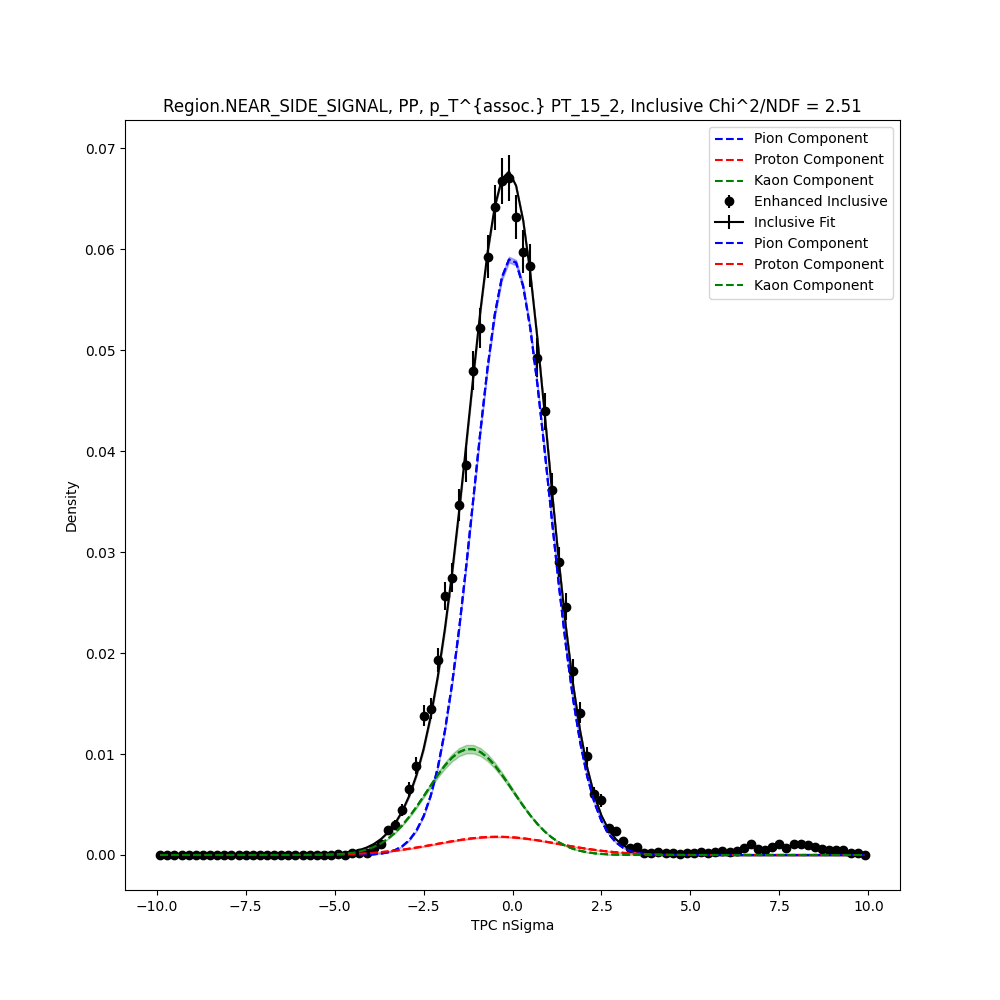 Region.NEAR_SIDE_SIGNAL, PP, p_T^{assoc.} PT_15_2, Inclusive Chi^2/NDF = 2.51
Pion Component
Proton Component
Kaon Component
Enhanced Inclusive
Inclusive Fit
Pion Component
Proton Component
Kaon Component
0.07
0.06
0.05
0.04
0.03
0.02
0.01
0.00
Density
−10.0 −7.5 −5.0 −2.5 0.0 2.5 5.0 7.5 10.0
TPC nSigma